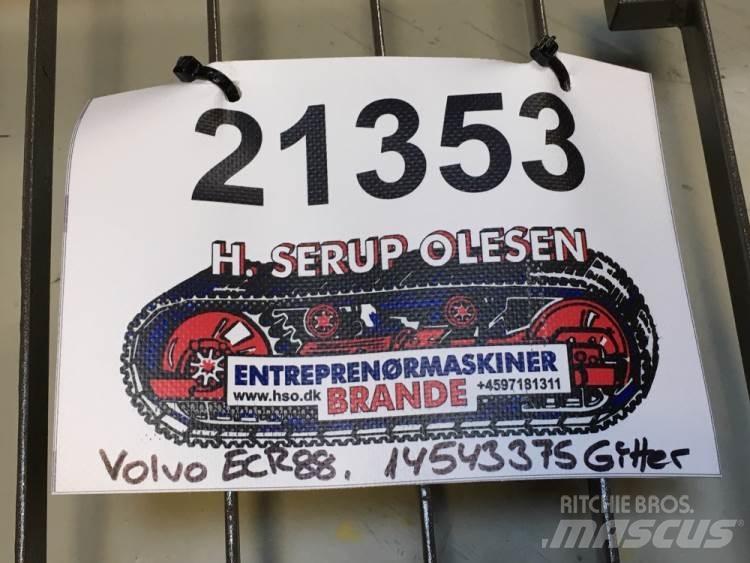 21353
H. SERUP OLESEN
ENTREPRENØRMASKINER
www.hso.dk BRANDE +4597181311
Volvo ECR88. 14543375 Gitter
RITCHIE BROS.
MASCUS